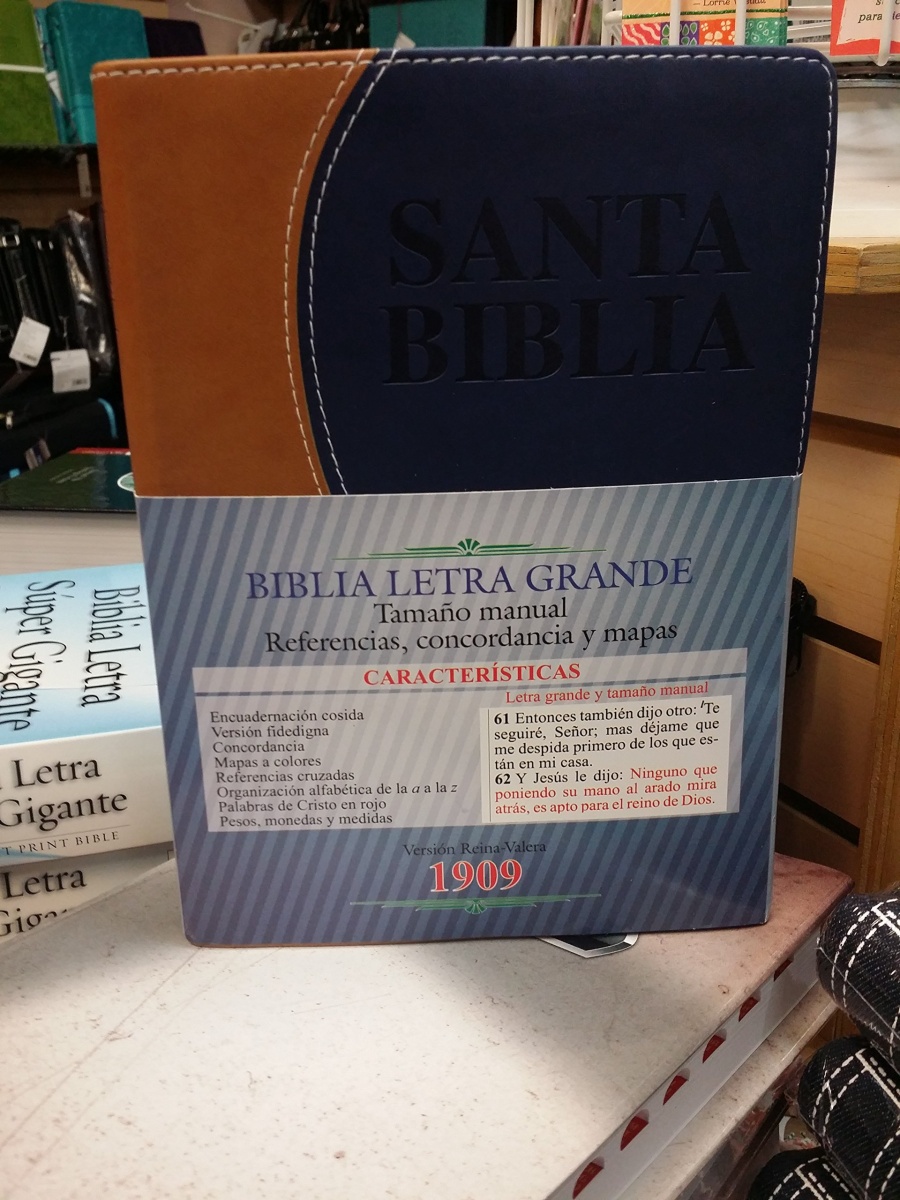 — Lorrie
para
SANTA
BIBLIA
BIBLIA LETRA GRANDE
Tamaño manual
Referencias, concordancia y mapas
CARACTERÍSTICAS
Encuadernación cosida
Versión fidedigna
Concordancia
Mapas a colores
Referencias cruzadas
Organización alfabética de la a a la z
Palabras de Cristo en rojo
Pesos, monedas y medidas
Letra grande y tamaño manual
61 Entonces también dijo otro: Te
seguiré, Señor; mas déjame que
me despida primero de los que es-
tán en mi casa.
62 Y Jesús le dijo: Ninguno que
poniendo su mano al arado mira
atrás, es apto para el reino de Dios.
Versión Reina-Valera
1909
Biblia Letra
Súper Gigante
Letra
Gigante
PRINT BIBLE
Letra